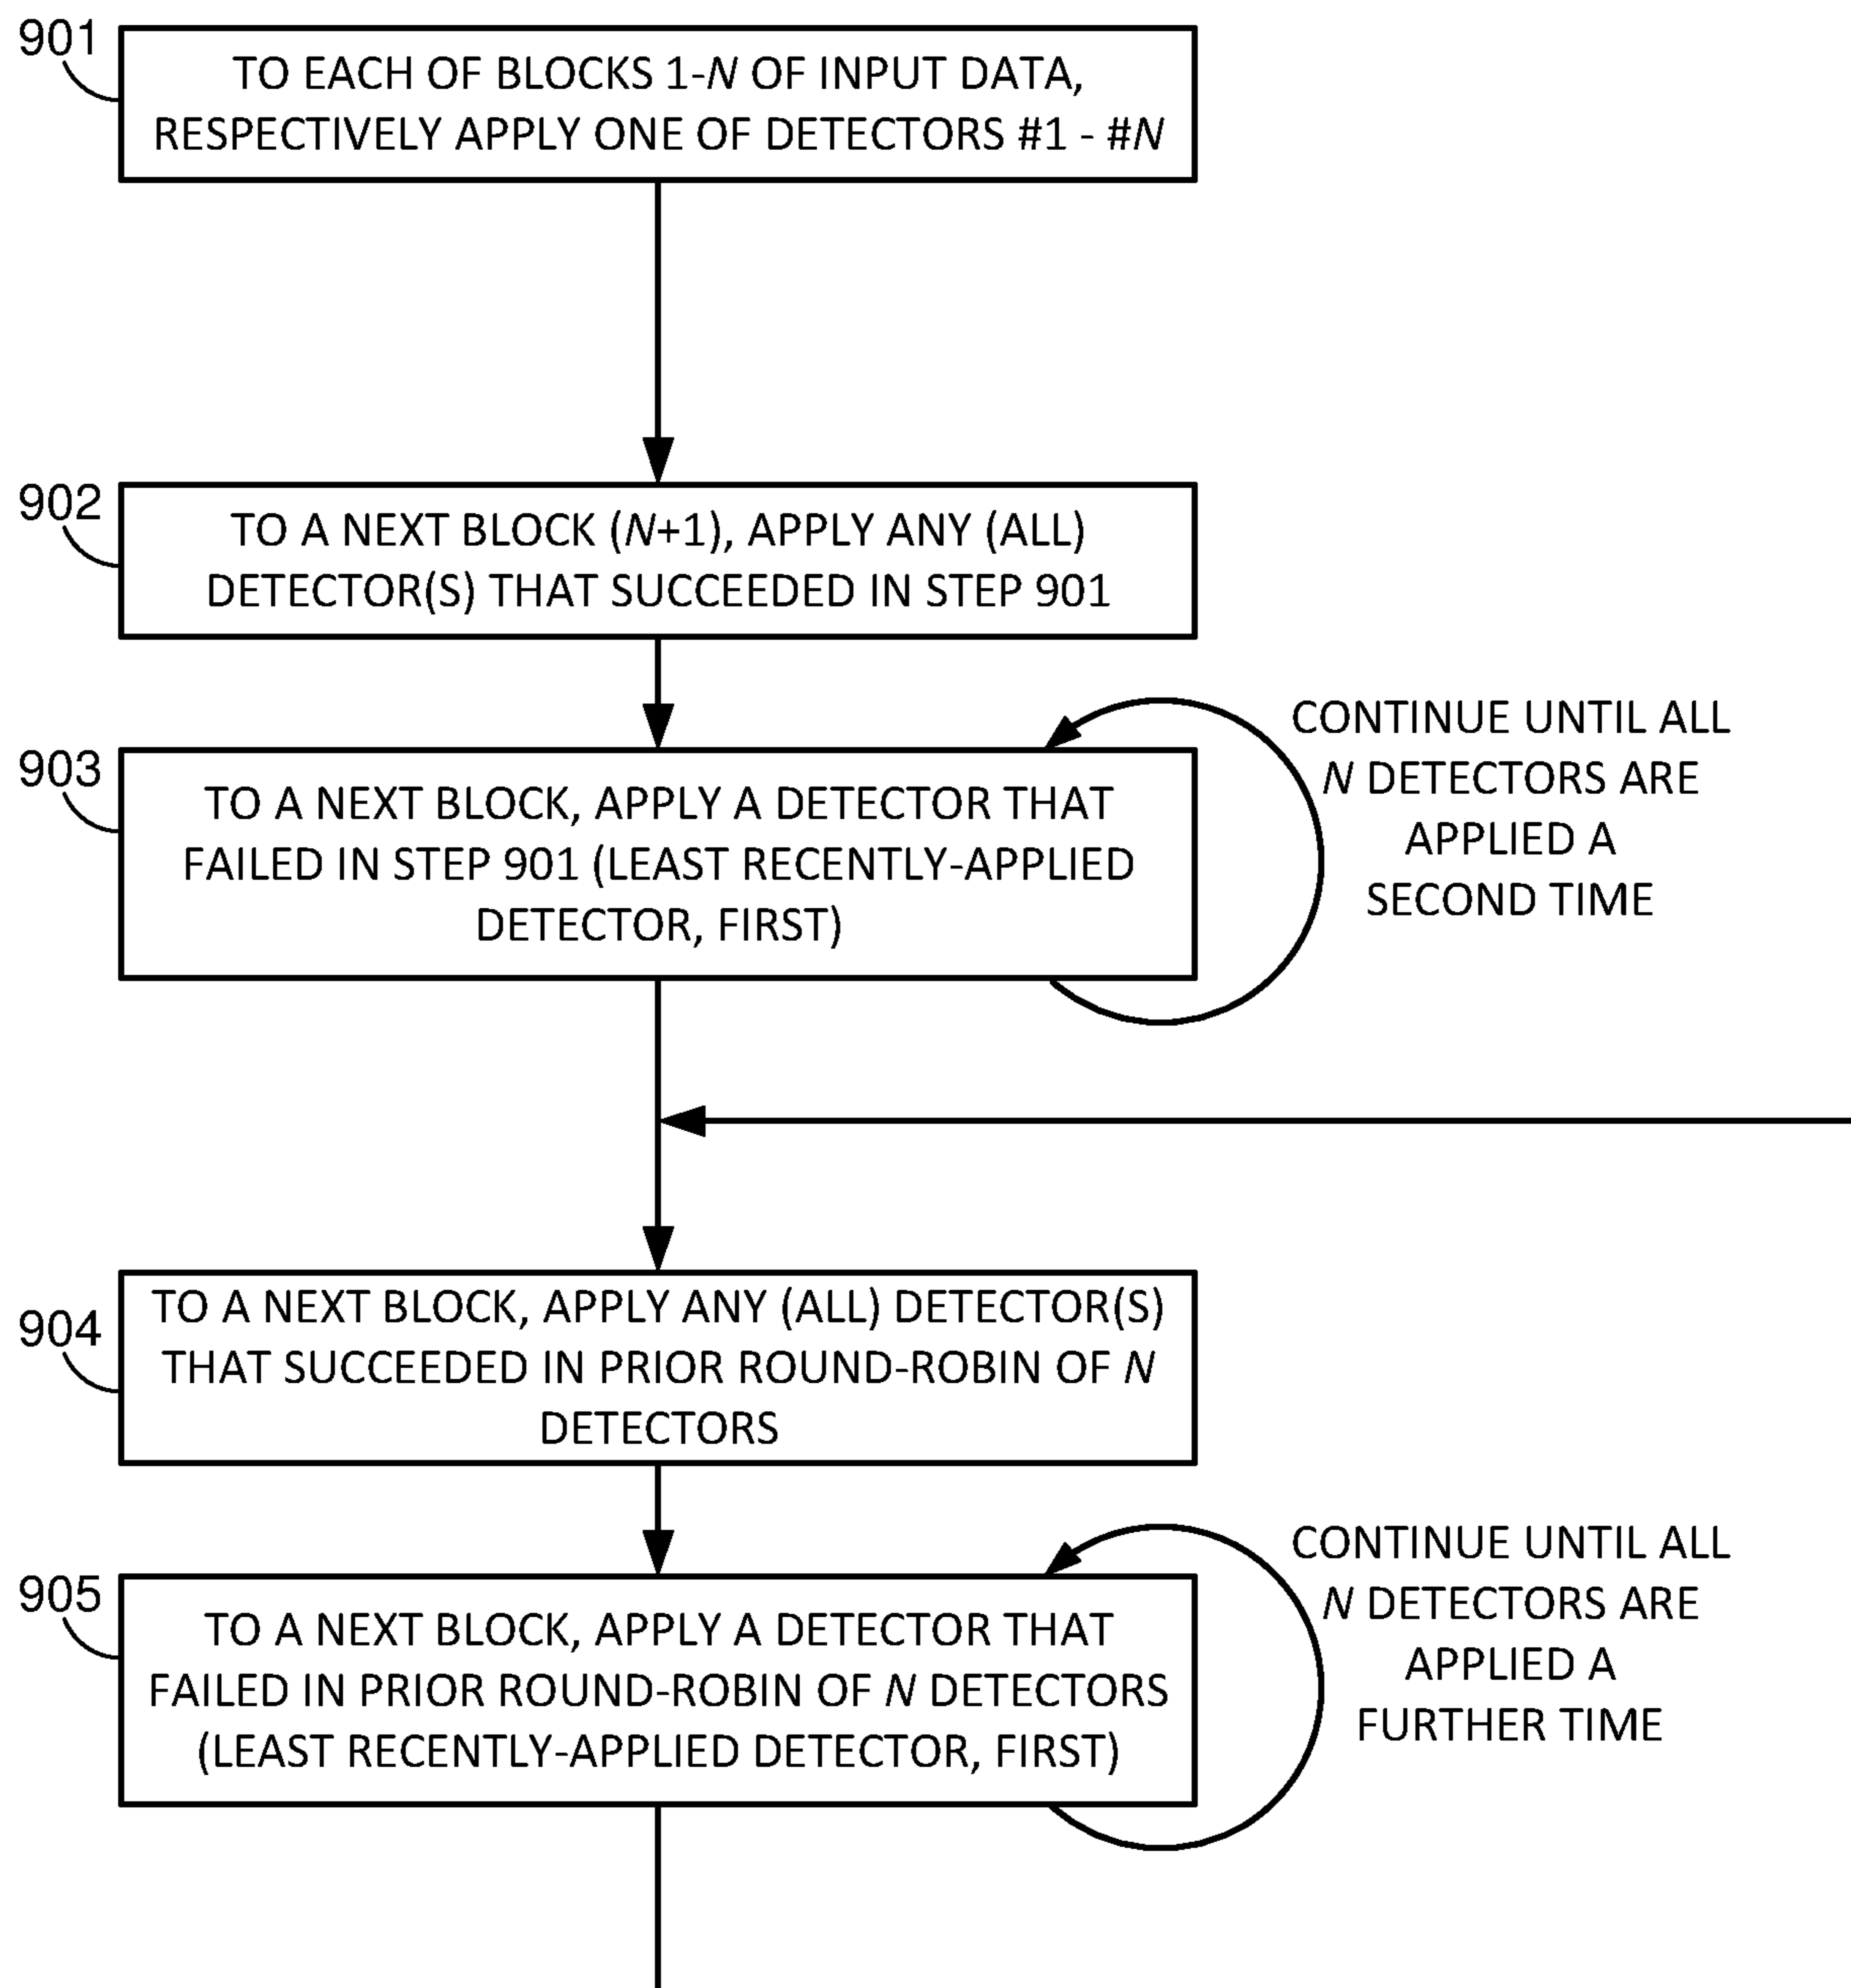 901
TO EACH OF BLOCKS 1-N OF INPUT DATA,
RESPECTIVELY APPLY ONE OF DETECTORS #1 - #N
902
TO A NEXT BLOCK (N+1), APPLY ANY (ALL)
DETECTOR(S) THAT SUCCEEDED IN STEP 901
903
TO A NEXT BLOCK, APPLY A DETECTOR THAT
FAILED IN STEP 901 (LEAST RECENTLY-APPLIED
DETECTOR, FIRST)
CONTINUE UNTIL ALL
N DETECTORS ARE
APPLIED A
SECOND TIME
904
TO A NEXT BLOCK, APPLY ANY (ALL) DETECTOR(S)
THAT SUCCEEDED IN PRIOR ROUND-ROBIN OF N
DETECTORS
905
TO A NEXT BLOCK, APPLY A DETECTOR THAT
FAILED IN PRIOR ROUND-ROBIN OF N DETECTORS
(LEAST RECENTLY-APPLIED DETECTOR, FIRST)
CONTINUE UNTIL ALL
N DETECTORS ARE
APPLIED A
FURTHER TIME